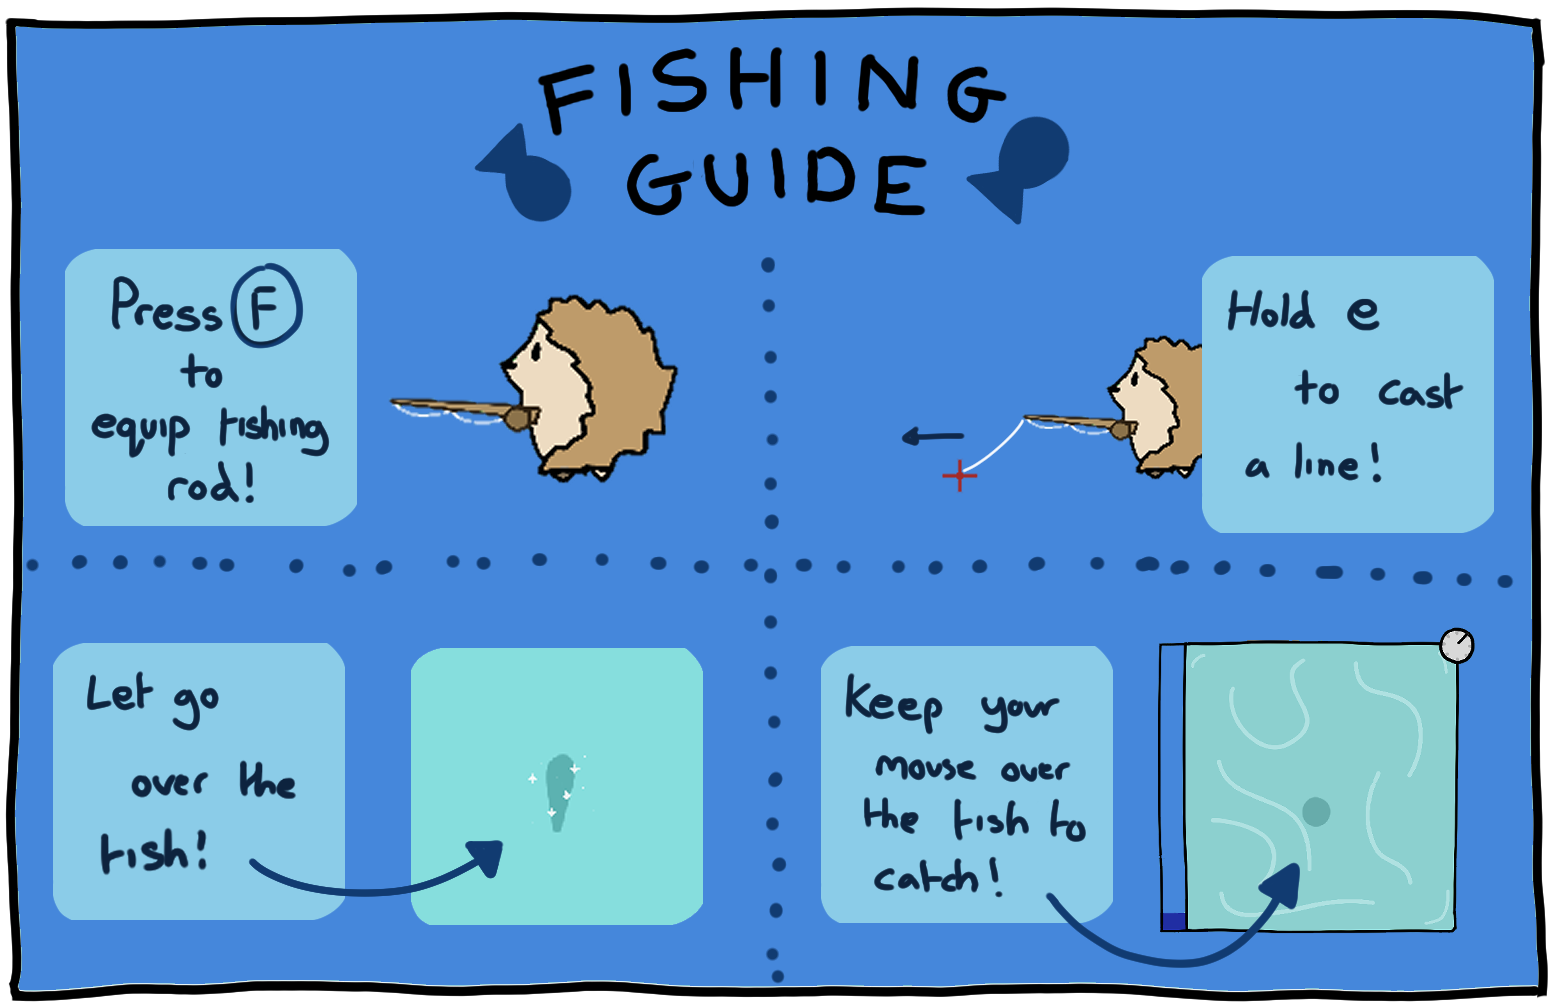 FISHING
GUIDE
Press F
to
equip fishing
rod!
Hold e
to cast
a line!
Let go
over the
fish!
Keep your
mouse over
the fish to
catch!